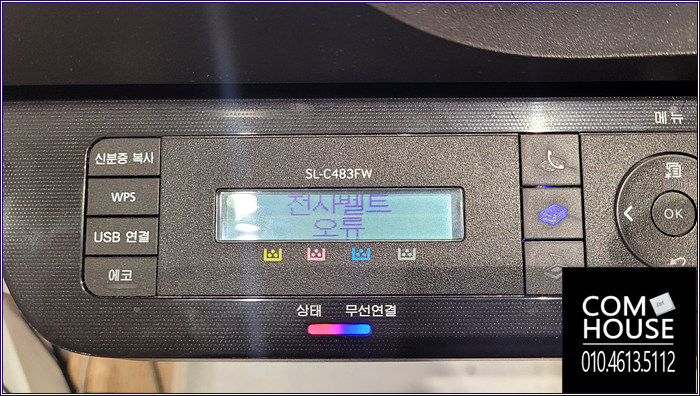 메뉴
신분증 복사
WPS
USB 연결
에코
SL-C483FW
전사벨트
오류
상태 무선연결
OK
COM
HOUSE
010.4613.5112